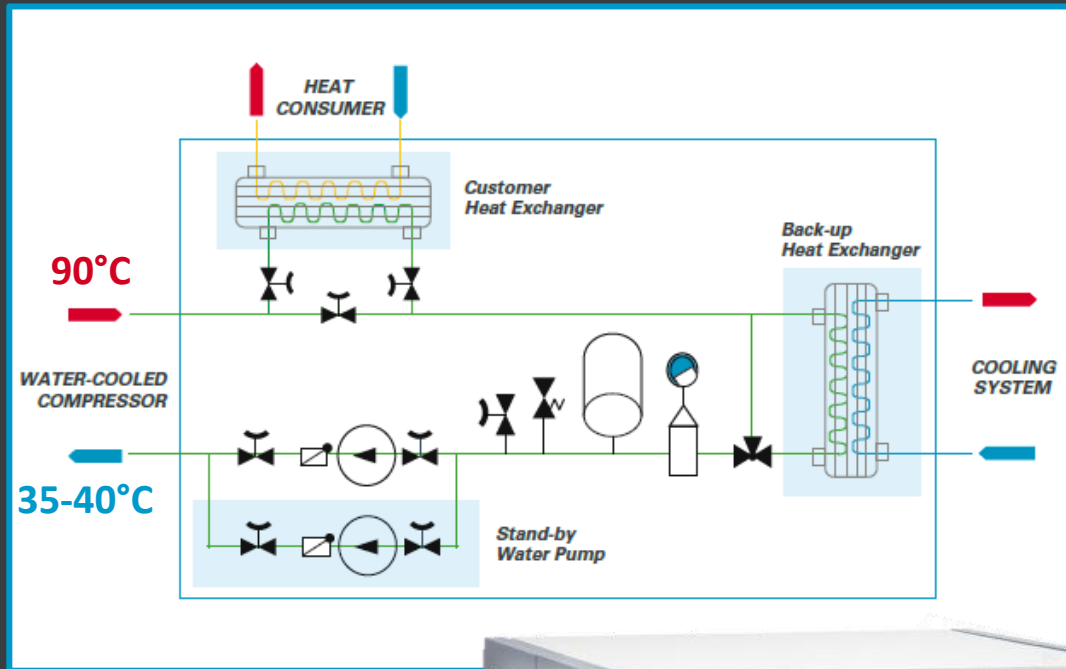 HEAT
CONSUMER
Customer
Heat Exchanger
Back-up
Heat Exchanger
90°C
WATER-COOLED
COMPRESSOR
COOLING
SYSTEM
35-40°C
Stand-by
Water Pump